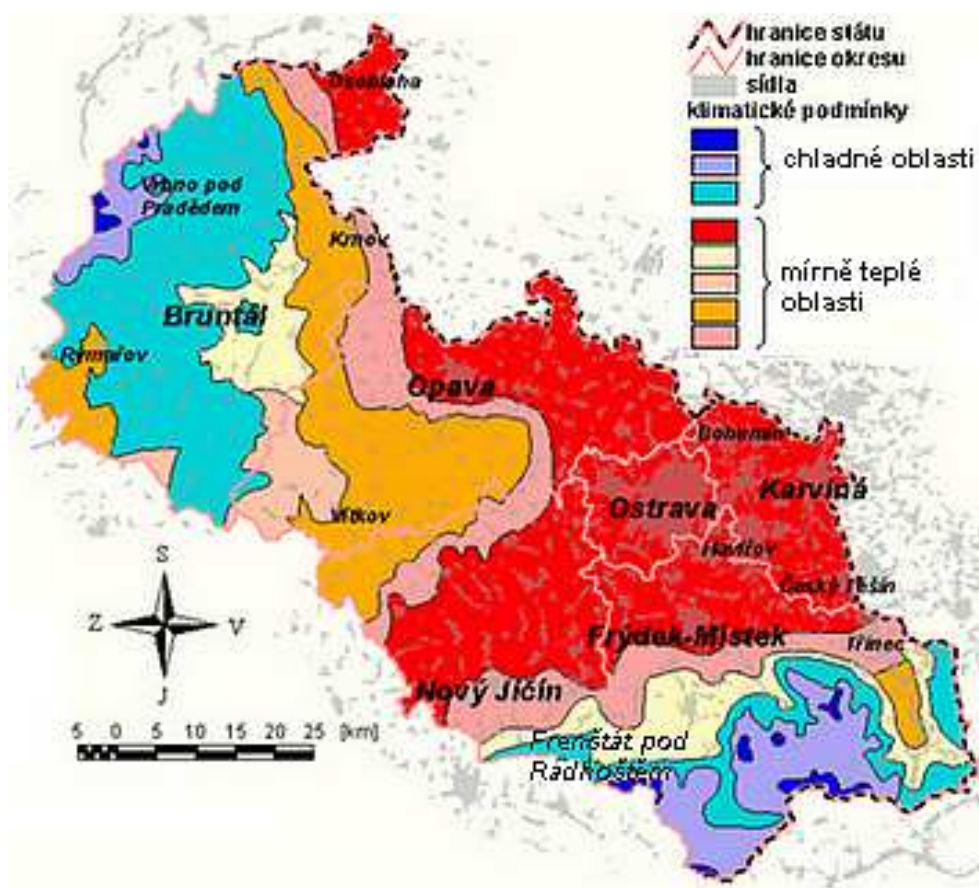 hranice státu
hranice okresu
sídla
klimatické podmínky
chladné oblasti
mírně teplé
oblasti
Osoblaha
Vrbno pod
Pradědem
Krnov
Bruntál
Rýmařov
Opava
Bohumín
Karviná
Ostrava
Vítkov
Havířov
Český Těšín
Frýdek-Místek
Třinec
Nový Jičín
Frenštát pod
Radhoštěm
S
Z V
J
5 0 5 10 15 20 25 [km]